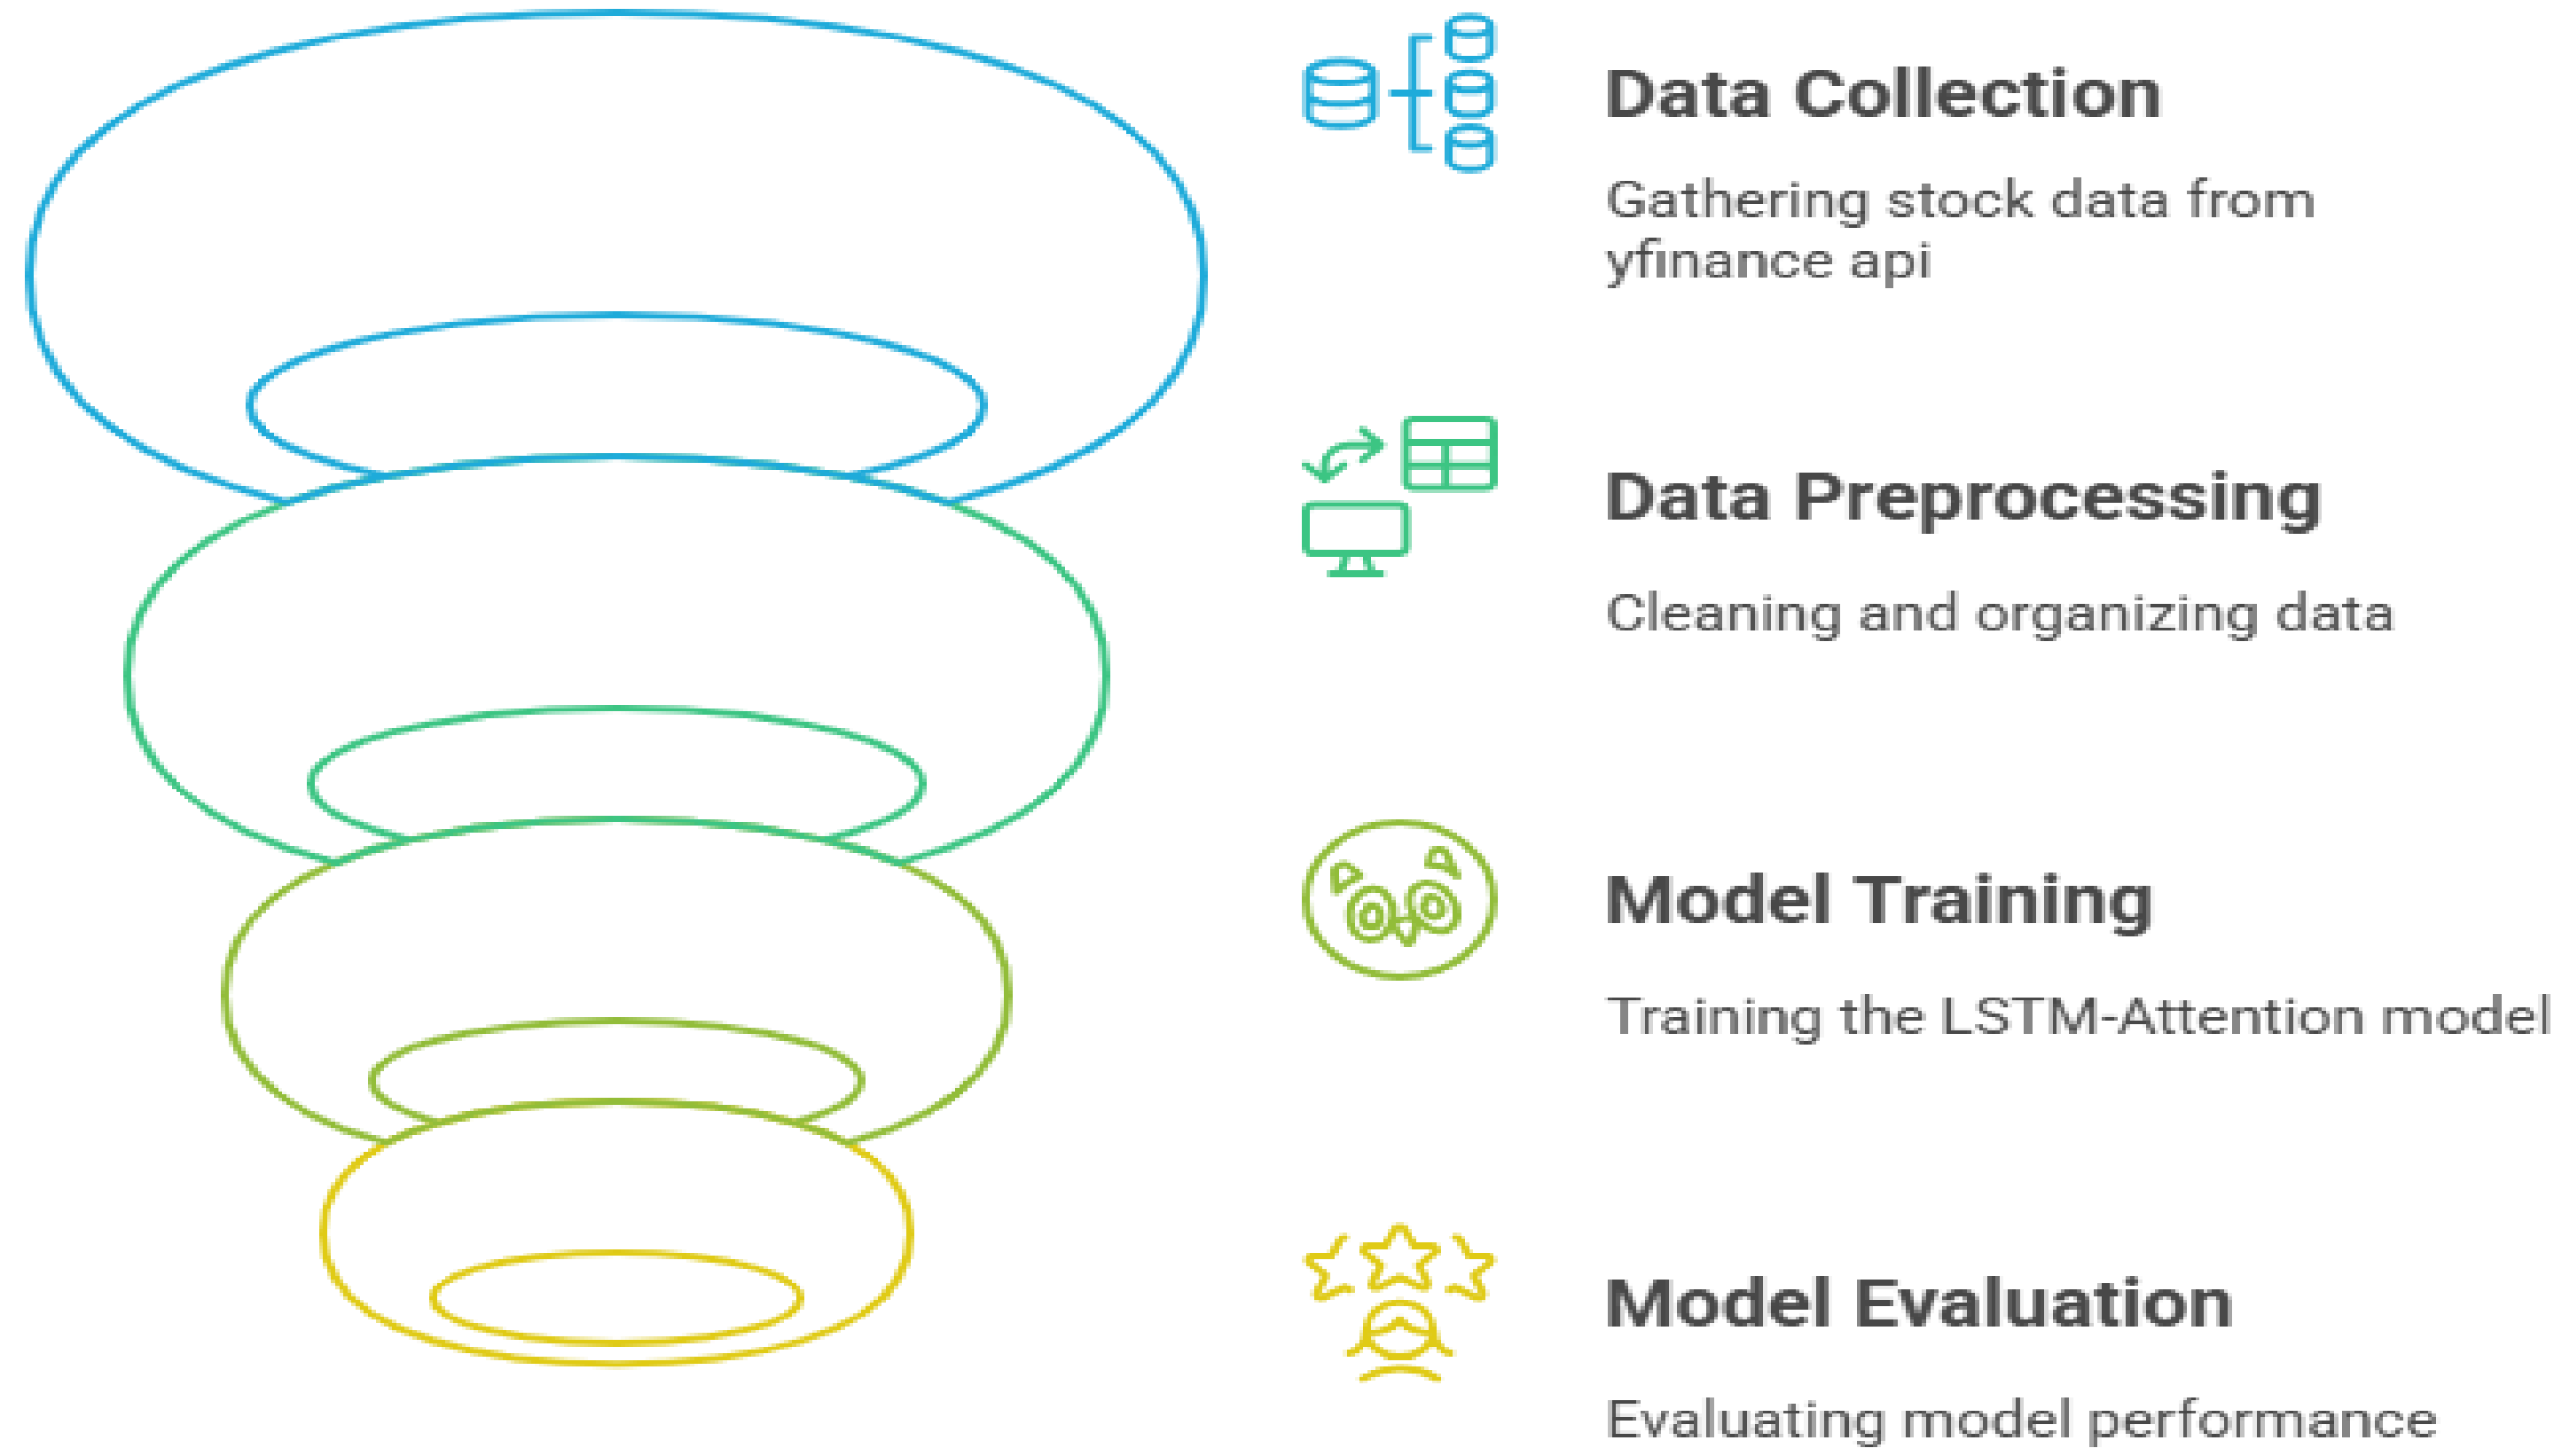 Data Collection
Gathering stock data from
yfinance api
Data Preprocessing
Cleaning and organizing data
Model Training
Training the LSTM-Attention model
Model Evaluation
Evaluating model performance